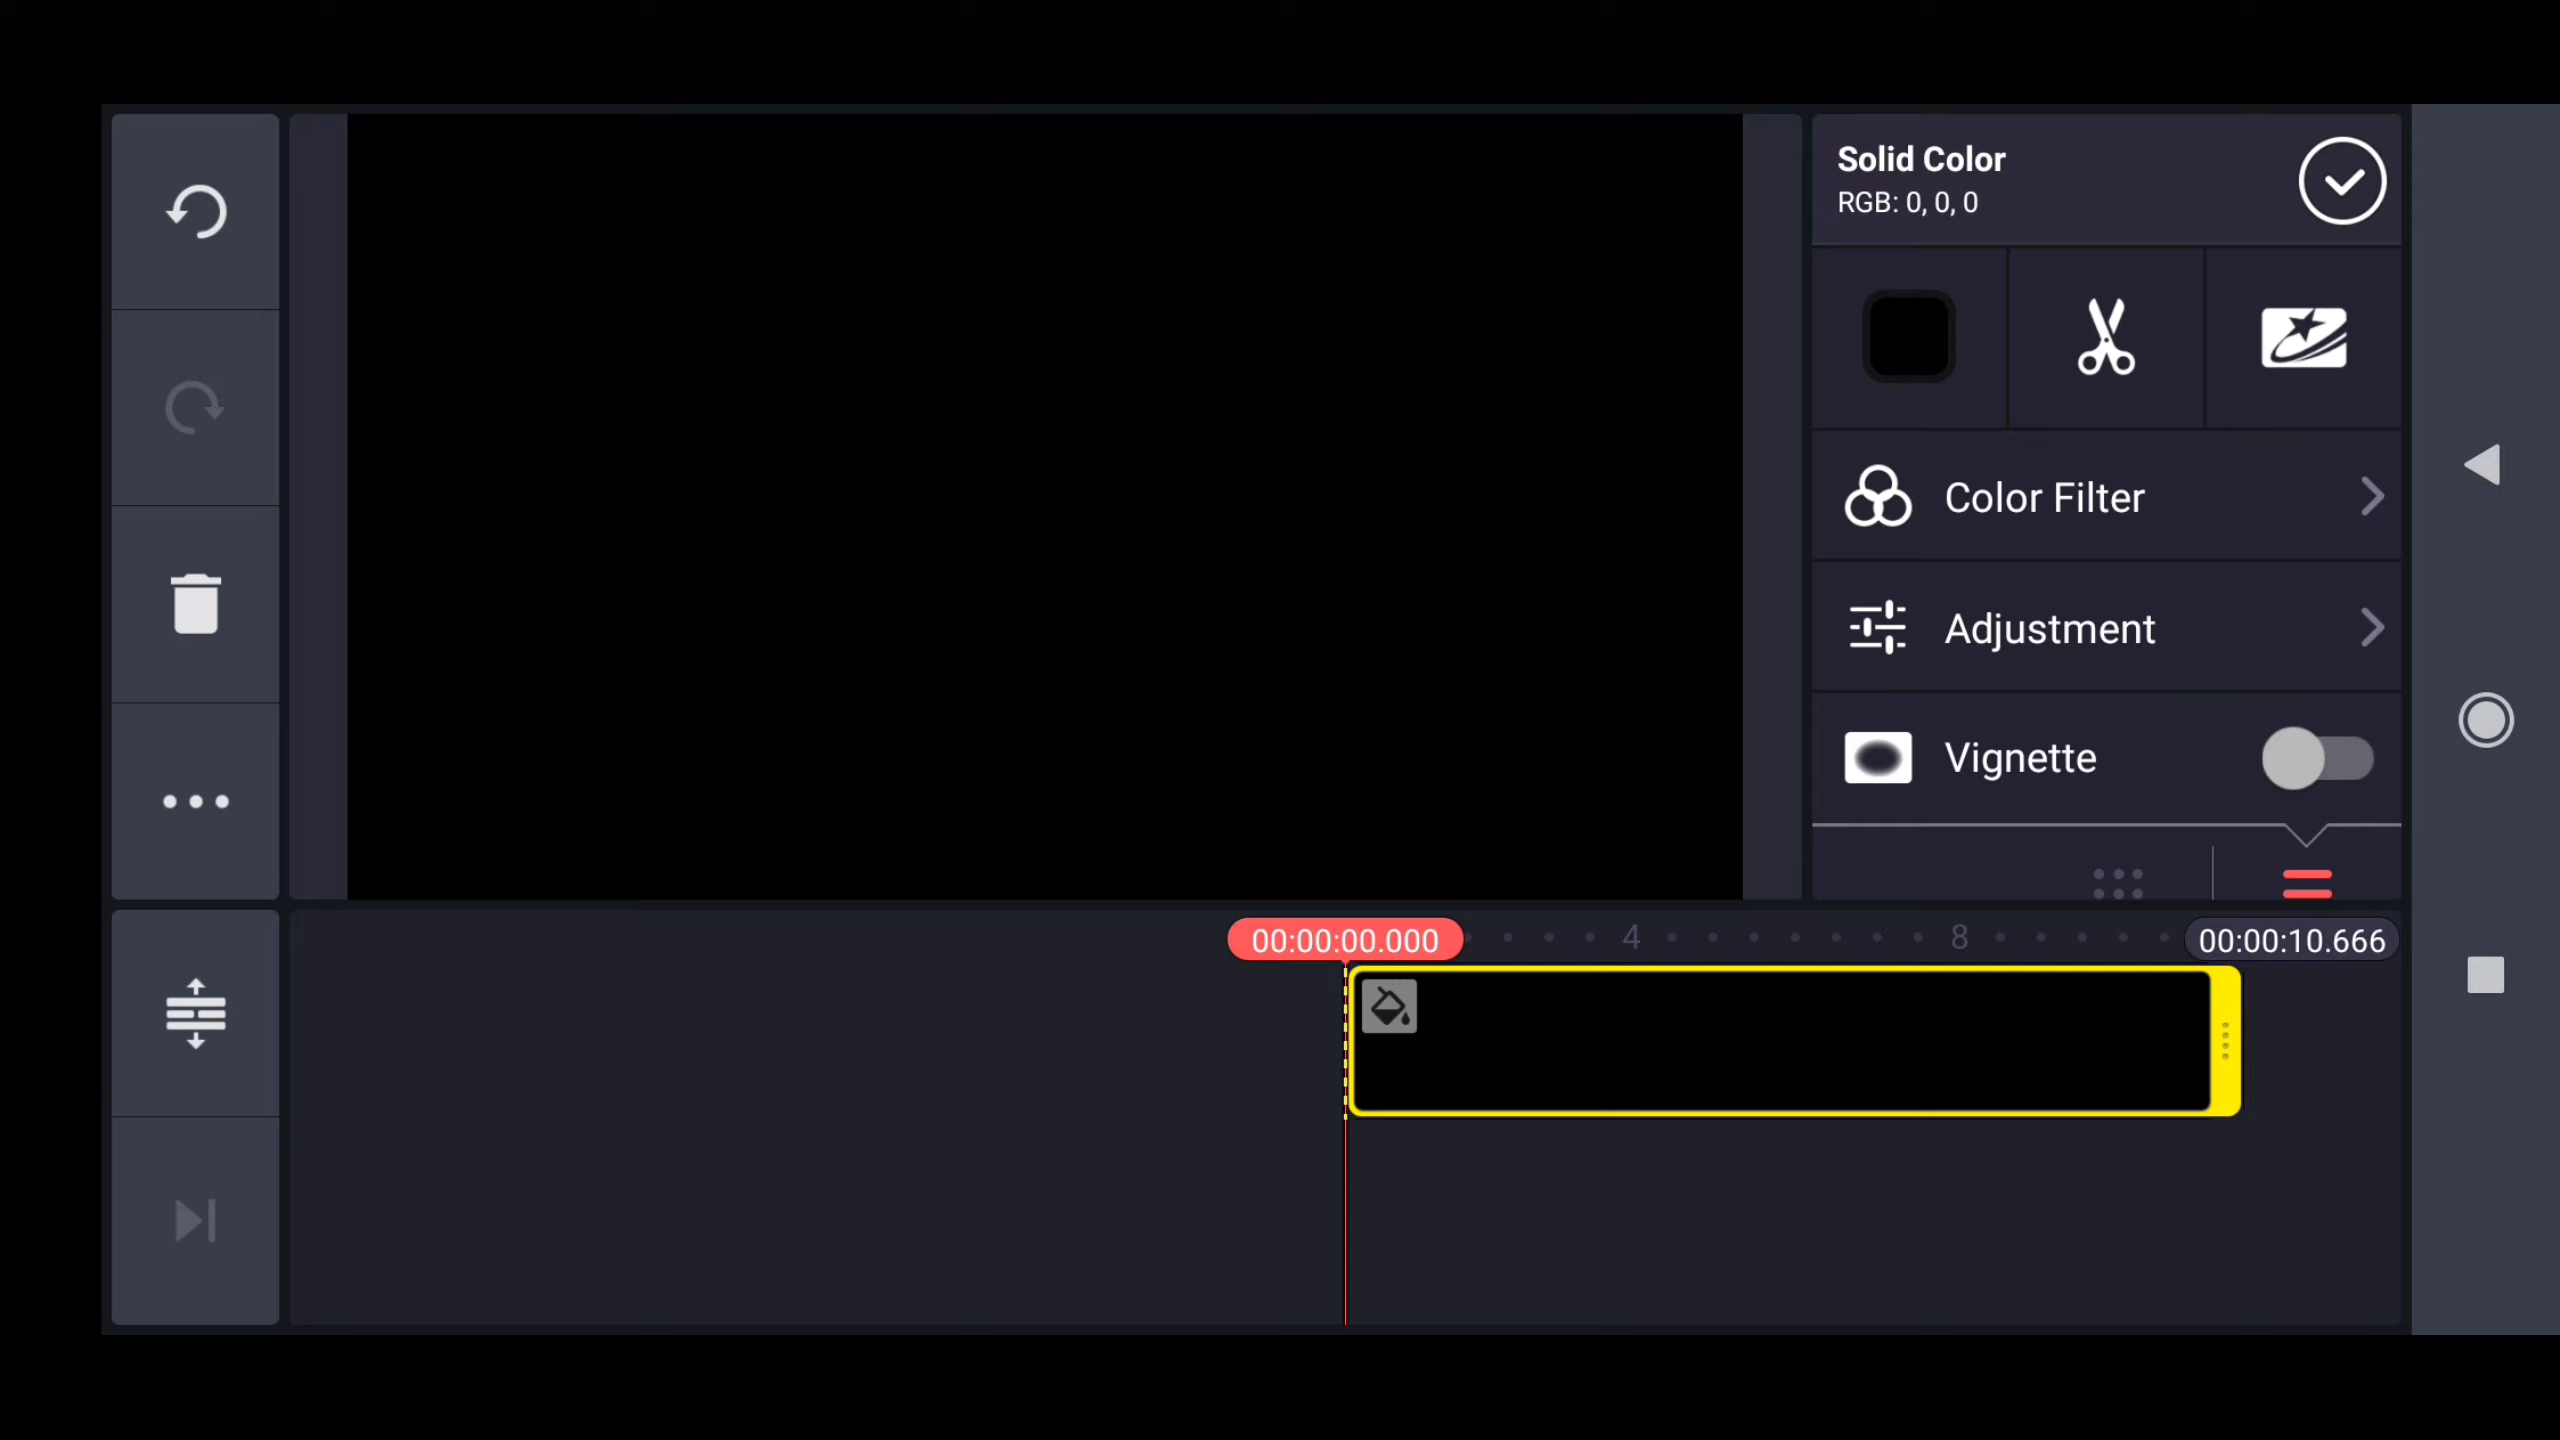 Solid Color
RGB: 0, 0, 0
Color Filter
Adjustment
Vignette
00:00:00.000
4
8
00:00:10.666